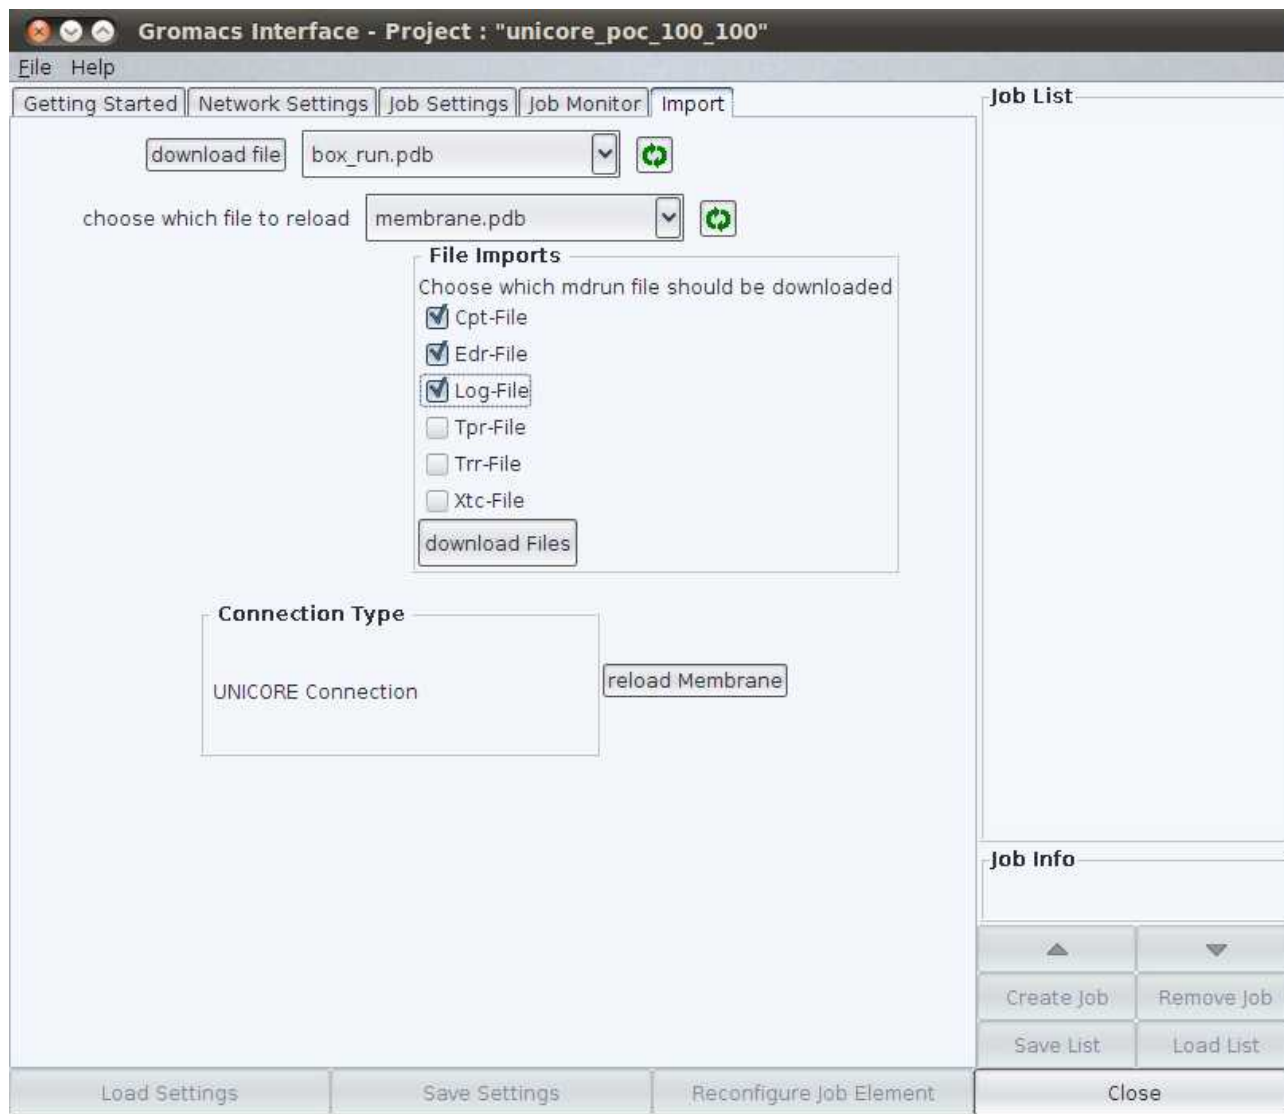 Gromacs Interface - Project : "unicore_poc_100_100"
File Help
Getting Started Network Settings Job Settings Job Monitor Import
download file box_run.pdb
choose which file to reload membrane.pdb
File Imports
Choose which mdrun file should be downloaded
Cpt-File
Edr-File
Log-File
Tpr-File
Trr-File
Xtc-File
download Files
Connection Type
UNICORE Connection
reload Membrane
Job List
Job Info
Create Job Remove Job
Save List Load List
Load Settings Save Settings Reconfigure Job Element Close